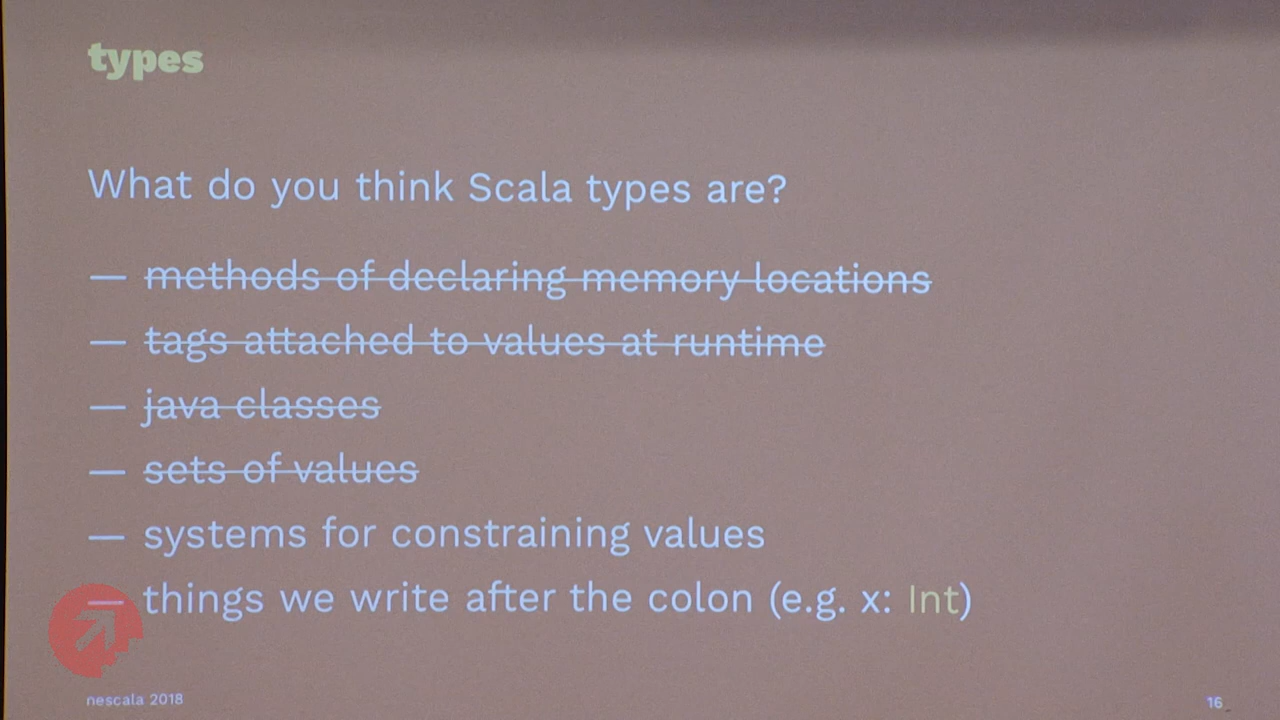 types
What do you think Scala types are?
— methods of declaring memory locations
— tags attached to values at runtime
— java classes
— sets of values
— systems for constraining values
— things we write after the colon (e.g. x: Int)
nescala 2018
16